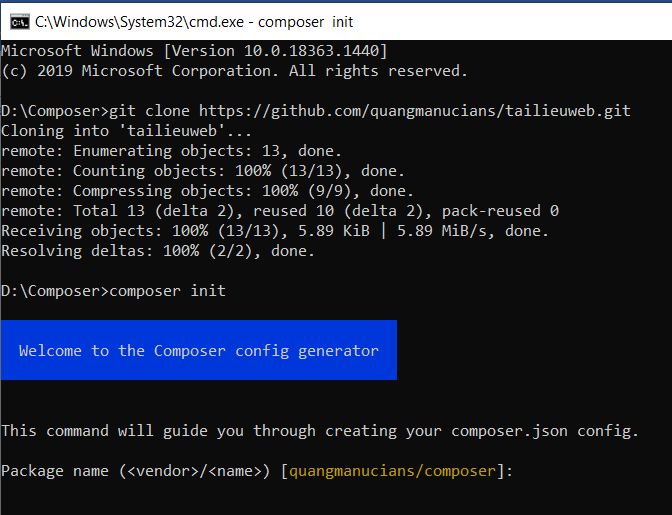 C:\Windows\System32\cmd.exe - composer init
Microsoft Windows [Version 10.0.18363.1440]
(c) 2019 Microsoft Corporation. All rights reserved.
D:\Composer>git clone https://github.com/quangmanucians/tailieuweb.git
Cloning into 'tailieuweb'...
remote: Enumerating objects: 13, done.
remote: Counting objects: 100% (13/13), done.
remote: Compressing objects: 100% (9/9), done.
remote: Total 13 (delta 2), reused 10 (delta 2), pack-reused 0
Receiving objects: 100% (13/13), 5.89 KiB | 5.89 MiB/s, done.
Resolving deltas: 100% (2/2), done.
D:\Composer>composer init
Welcome to the Composer config generator
This command will guide you through creating your composer.json config.
Package name (<vendor>/<name>) [quangmanucians/composer]: